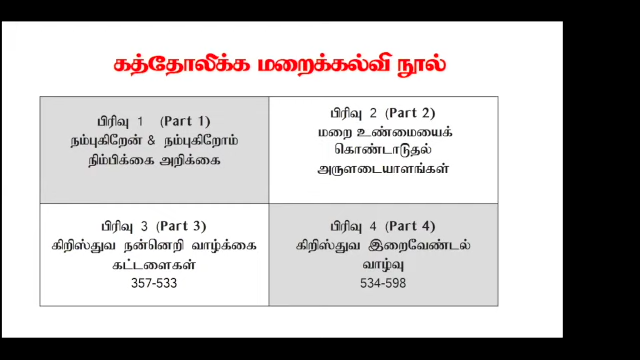 கத்தோலிக்க மறைக்கல்வி நூல்
பிரிவு 1 (Part 1)
நம்புகிறேன் & நம்புகிறோம்
நிம்பிக்கை அறிக்கை
பிரிவு 2 (Part 2)
மறை உண்மையைக்
கொண்டாடுதல்
அருளடையாளங்கள்
பிரிவு 3 (Part 3)
கிறிஸ்துவ நன்னெறி வாழ்க்கை
கட்டளைகள்
357-533
பிரிவு 4 (Part 4)
கிறிஸ்துவ இறைவேண்டல்
வாழ்வு
534-598